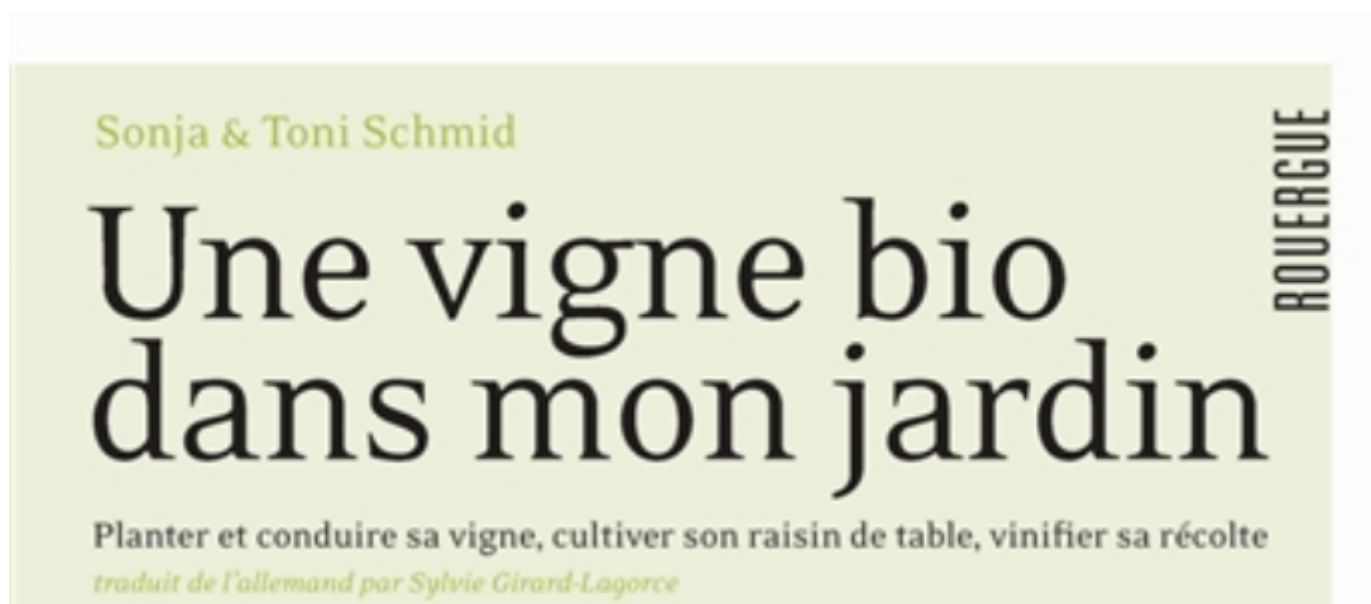 Sonja & Toni Schmid
Une vigne bio
dans mon jardin
Planter et conduire sa vigne, cultiver son raisin de table, vinifier sa récolte
traduit de l'allemand par Sylvie Girard-Lagorce
ROUERGUE